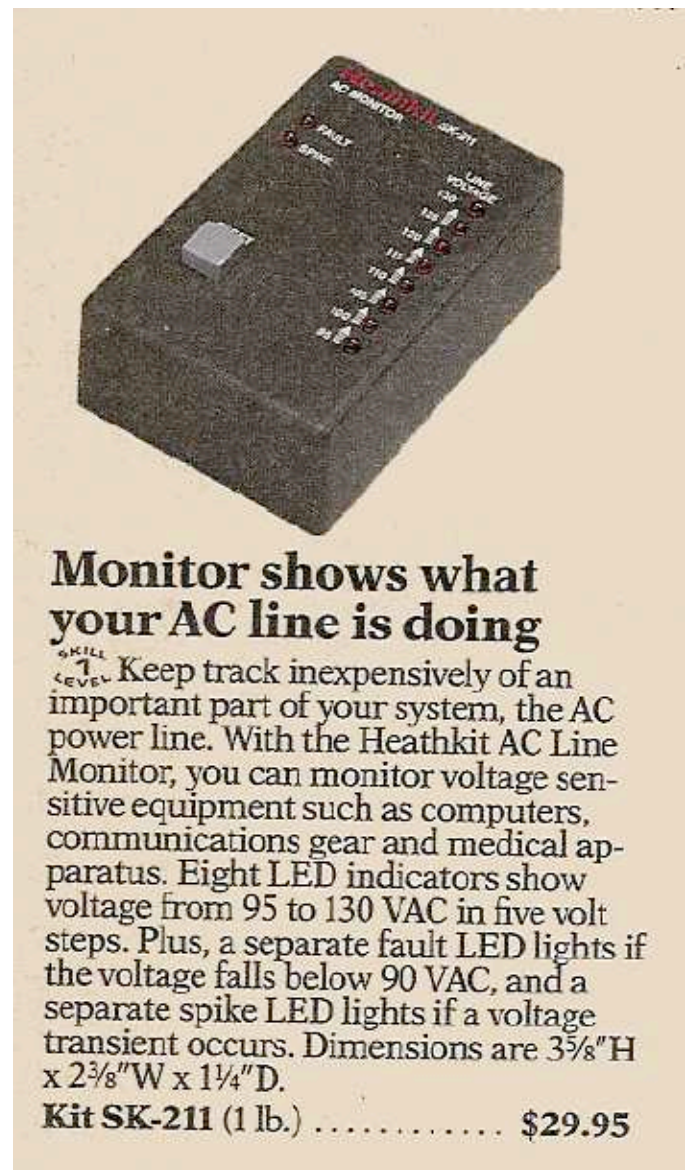 Heathkit SK-211
AC MONITOR
FAULT
SPIKE
LINE
VOLTAGE
130
125
120
115
110
105
100
95
Monitor shows what
your AC line is doing
SKILL
1
LEVEL
Keep track inexpensively of an
important part of your system, the AC
power line. With the Heathkit AC Line
Monitor, you can monitor voltage sen-
sitive equipment such as computers,
communications gear and medical ap-
paratus. Eight LED indicators show
voltage from 95 to 130 VAC in five volt
steps. Plus, a separate fault LED lights if
the voltage falls below 90 VAC, and a
separate spike LED lights if a voltage
transient occurs. Dimensions are 3⅝"H
x 2⅜"W x 1¼"D.
Kit SK-211 (1 lb.) ............. $29.95